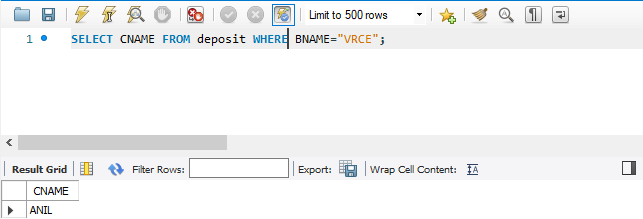 Limit to 500 rows
1 SELECT CNAME FROM deposit WHERE BNAME="VRCE";
Result Grid Filter Rows: Export: Wrap Cell Content:
CNAME
ANIL